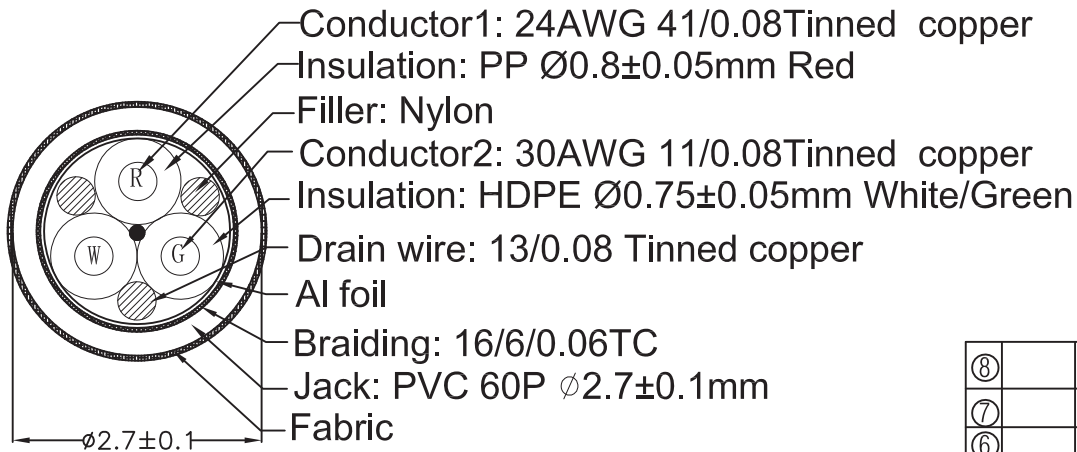 Conductor1: 24AWG 41/0.08Tinned copper
Insulation: PP Ø0.8±0.05mm Red
Filler: Nylon
Conductor2: 30AWG 11/0.08Tinned copper
Insulation: HDPE Ø0.75±0.05mm White/Green
Drain wire: 13/0.08 Tinned copper
Al foil
Braiding: 16/6/0.06TC
Jack: PVC 60P ∅2.7±0.1mm
Fabric
R
W
G
⌀2.7±0.1
⑧
⑦
⑥